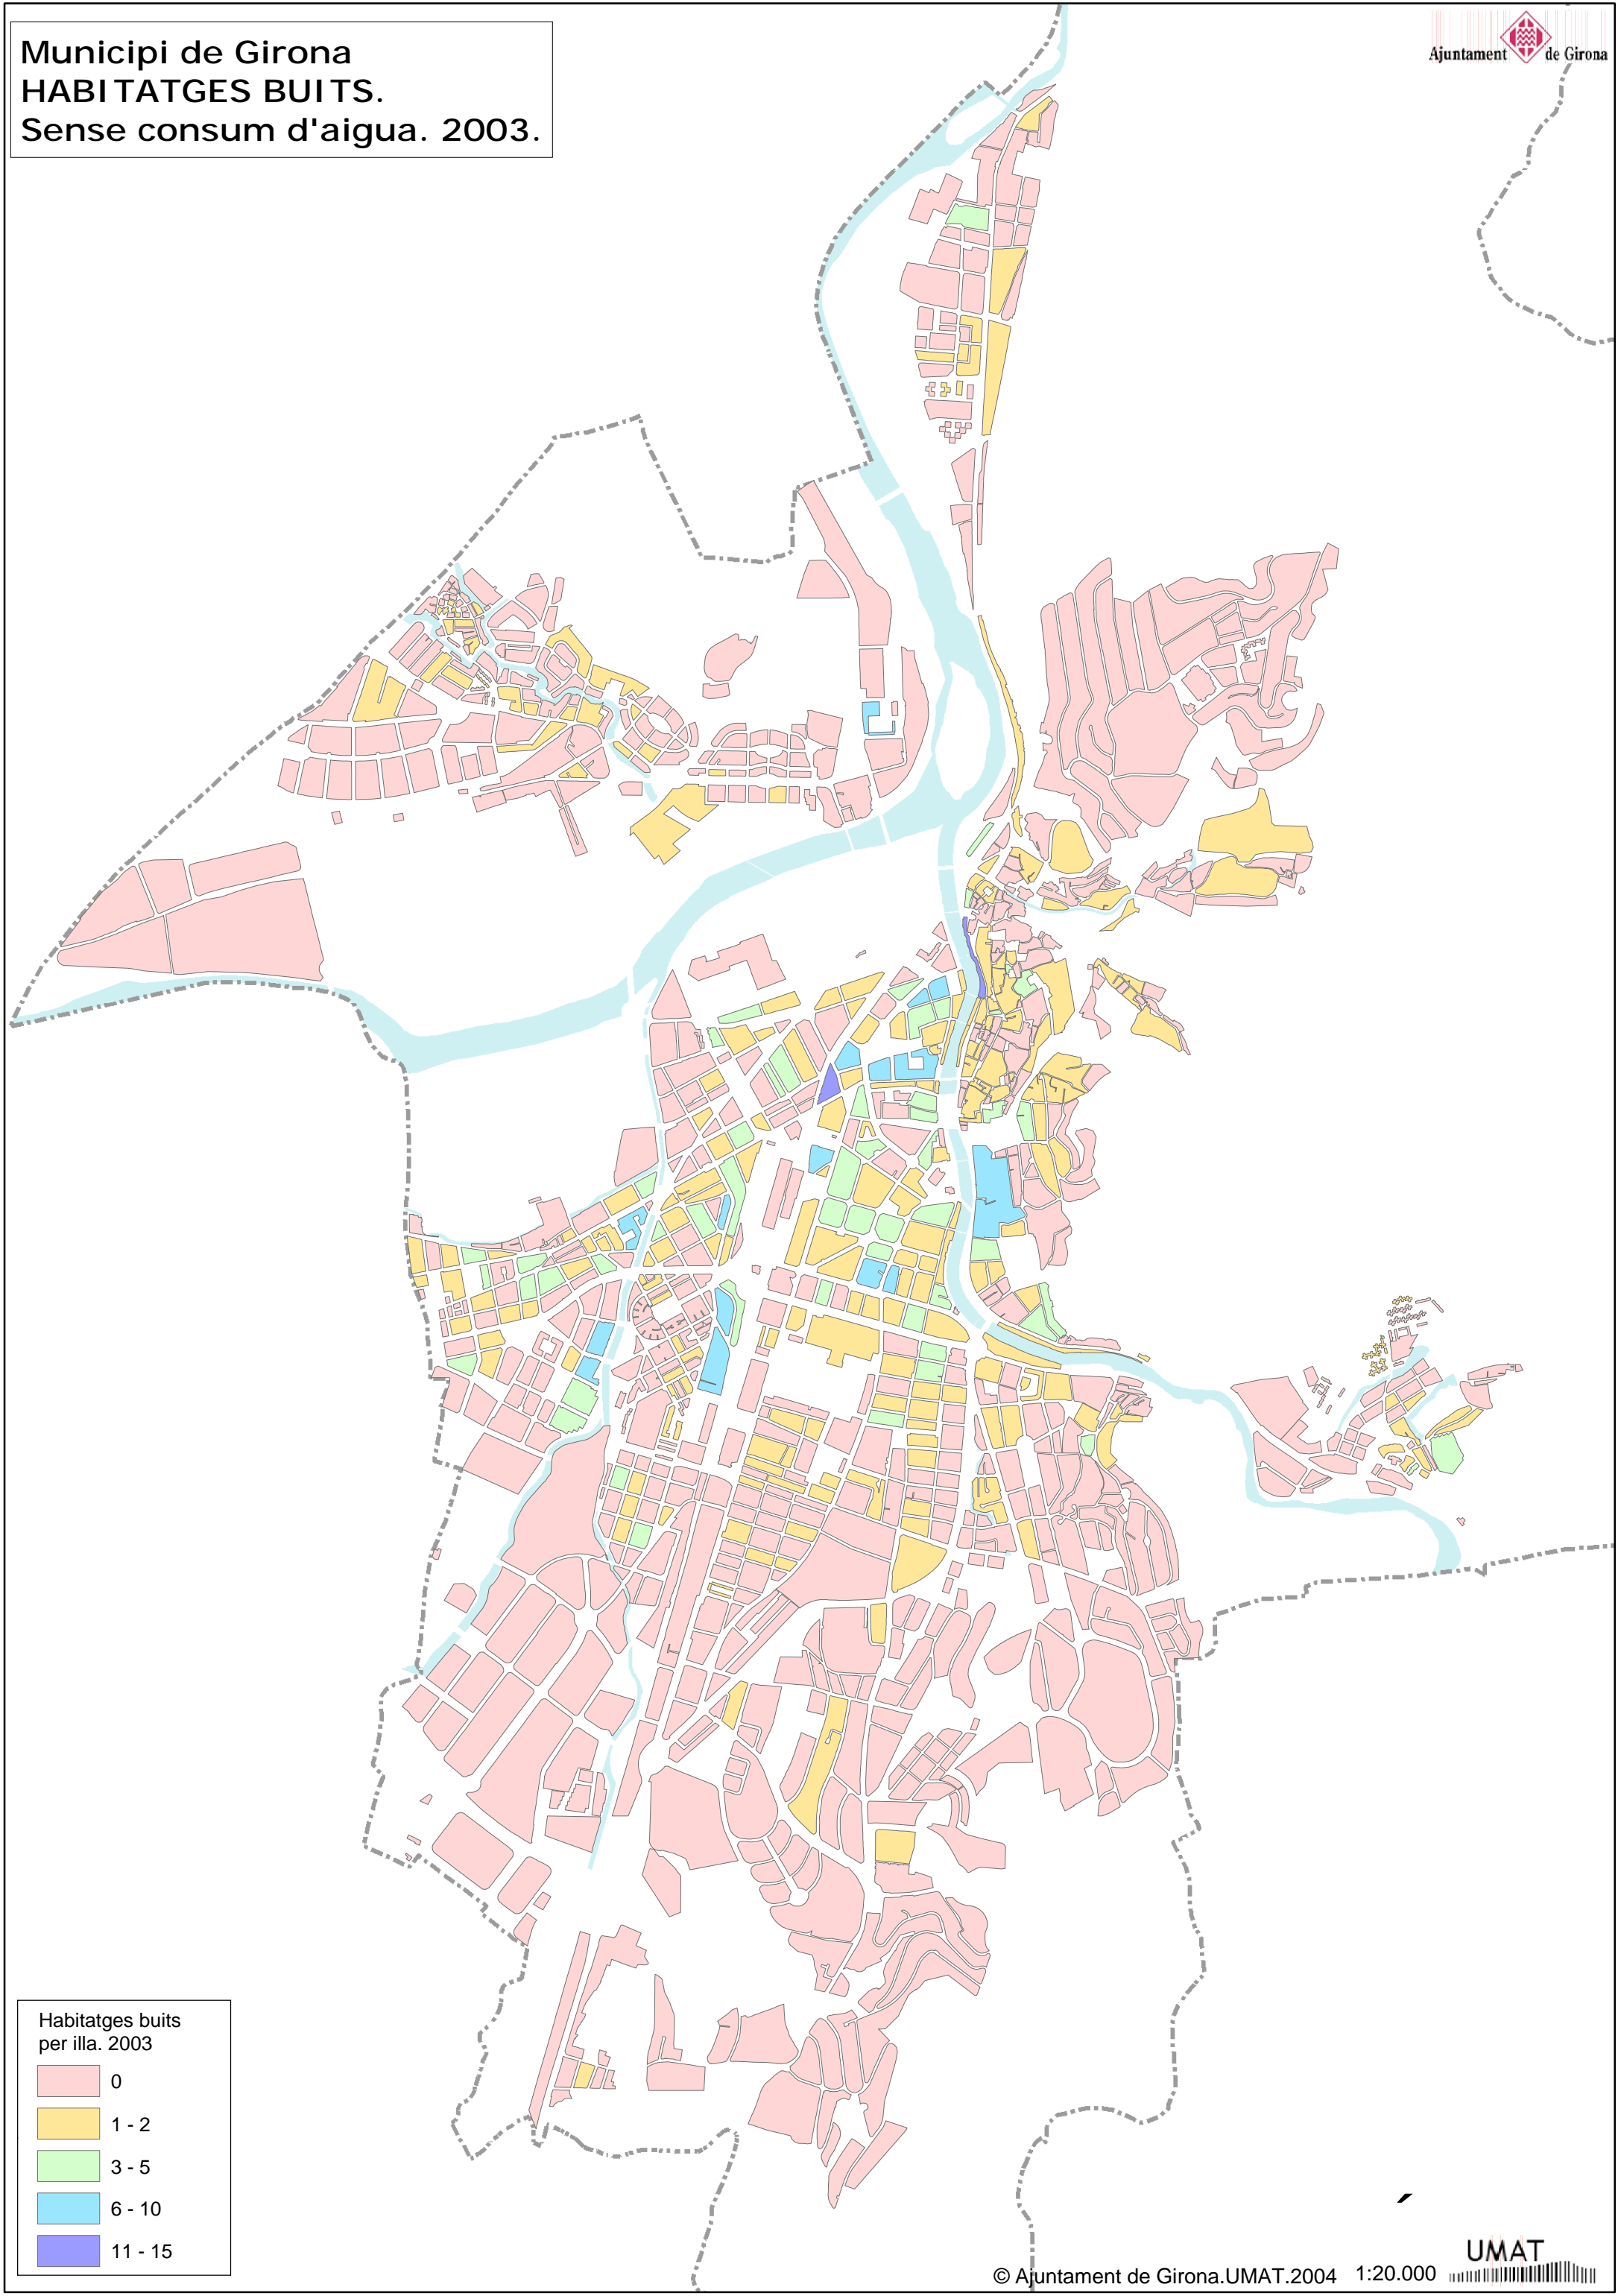 Municipi de Girona
HABITATGES BUITS.
Sense consum d'aigua. 2003.
Ajuntament de Girona
Habitatges buits
per illa. 2003
0
1 - 2
3 - 5
6 - 10
11 - 15
© Ajuntament de Girona.UMAT.2004 1:20.000
UMAT